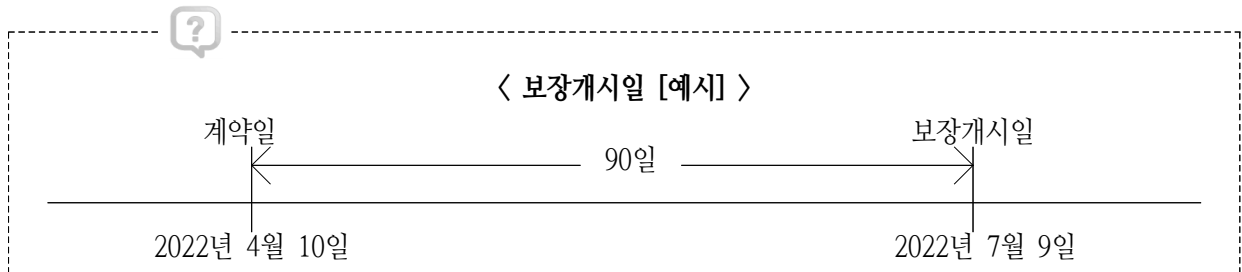 ?
〈 보장개시일 [예시] 〉
계약일 보장개시일
90일
2022년 4월 10일 2022년 7월 9일